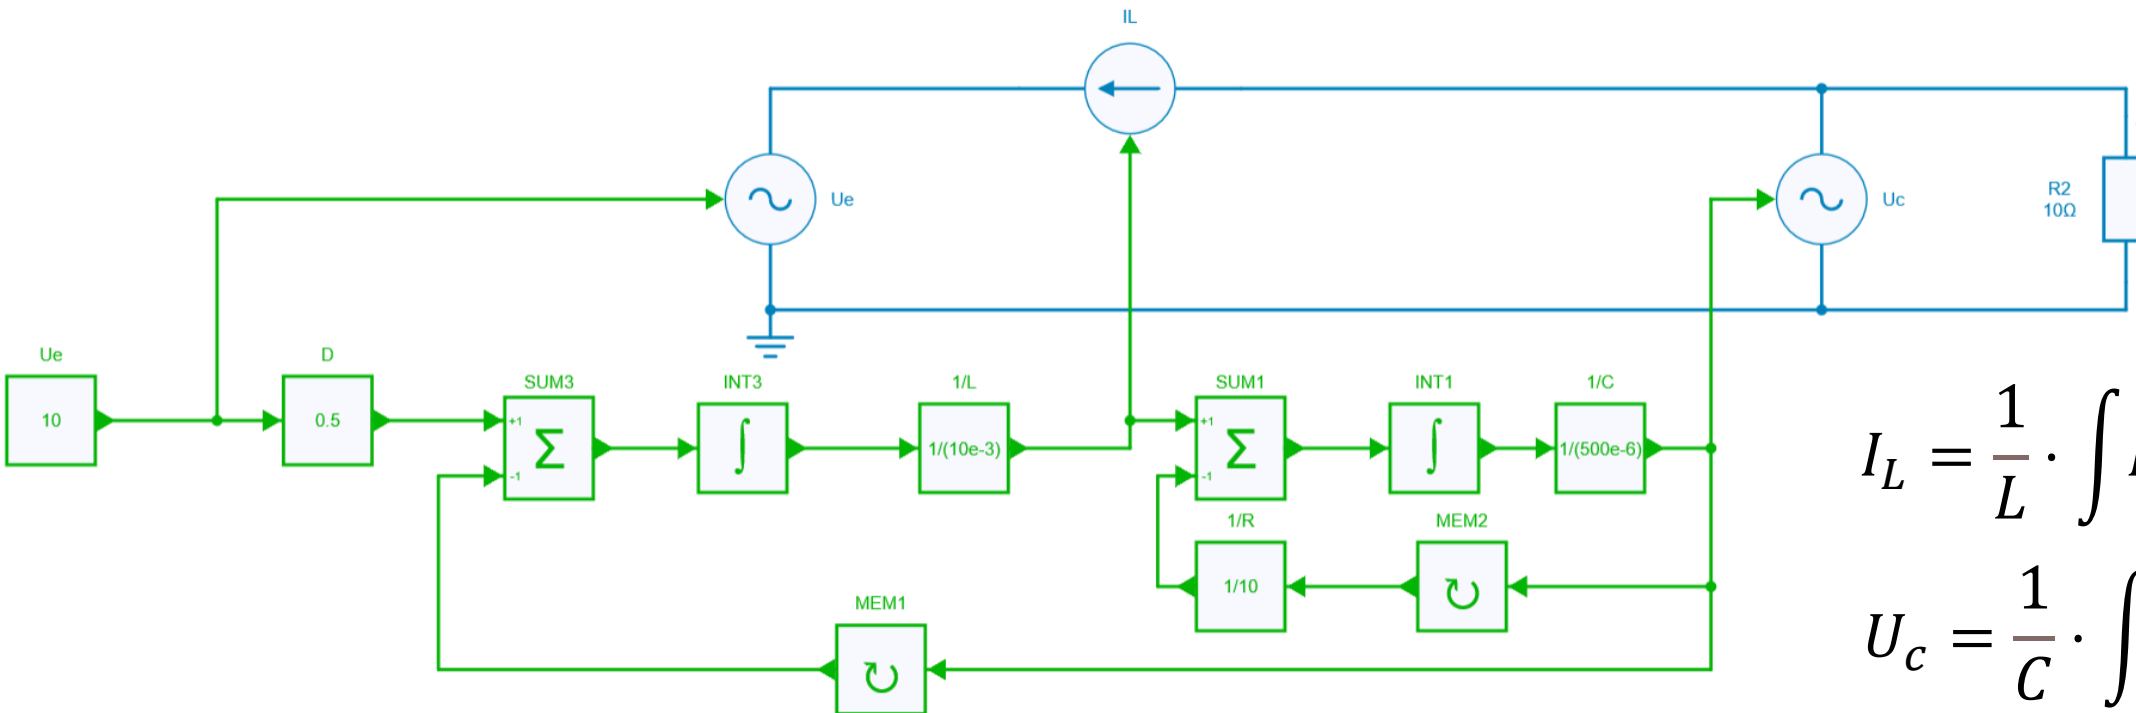 IL
Ue
Uc
R2
10Ω
Ue
10
D
0.5
SUM3
+1
-1
Σ
INT3
∫
1/L
1/(10e-3)
SUM1
+1
-1
Σ
INT1
∫
1/C
1/(500e-6)
1/R
1/10
MEM2
MEM1
I_L = 1/L · ∫
U_c = 1/C · ∫